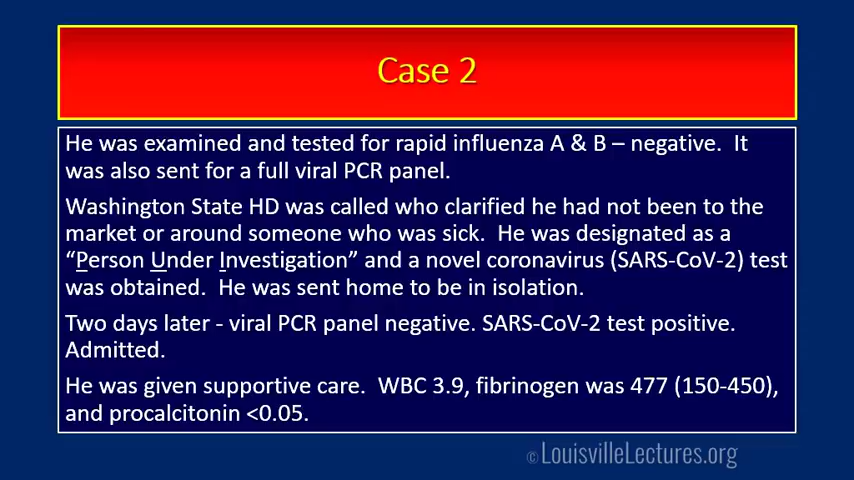 Case 2
He was examined and tested for rapid influenza A & B – negative.  It
was also sent for a full viral PCR panel.
Washington State HD was called who clarified he had not been to the
market or around someone who was sick.  He was designated as a
“Person Under Investigation” and a novel coronavirus (SARS-CoV-2) test
was obtained.  He was sent home to be in isolation.
Two days later - viral PCR panel negative. SARS-CoV-2 test positive.
Admitted.
He was given supportive care.  WBC 3.9, fibrinogen was 477 (150-450),
and procalcitonin <0.05.
© LouisvilleLectures.org